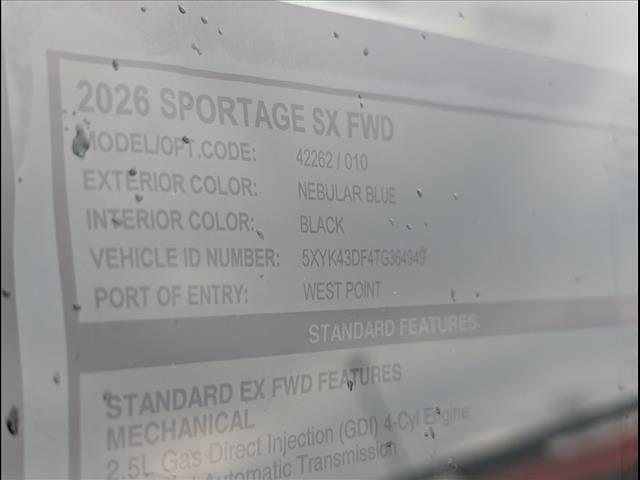 2026 SPORTAGE SX FWD
MODEL/OPT.CODE: 42262 / 010
EXTERIOR COLOR: NEBULAR BLUE
INTERIOR COLOR: BLACK
VEHICLE ID NUMBER: 5XYK43DF4TG364949
PORT OF ENTRY: WEST POINT
STANDARD FEATURES
STANDARD EX FWD FEATURES
MECHANICAL
2.5L Gas Direct Injection (GDI) 4-Cyl Engine
Automatic Transmission